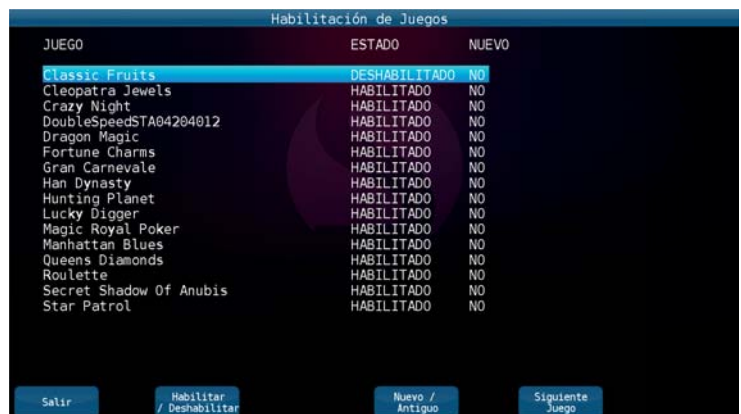 Habilitación de Juegos
JUEGO ESTADO NUEVO
Classic Fruits DESHABILITADO NO
Cleopatra Jewels HABILITADO NO
Crazy Night HABILITADO NO
DoubleSpeedSTA04204012 HABILITADO NO
Dragon Magic HABILITADO NO
Fortune Charms HABILITADO NO
Gran Carnevale HABILITADO NO
Han Dynasty HABILITADO NO
Hunting Planet HABILITADO NO
Lucky Digger HABILITADO NO
Magic Royal Poker HABILITADO NO
Manhattan Blues HABILITADO NO
Queens Diamonds HABILITADO NO
Roulette HABILITADO NO
Secret Shadow Of Anubis HABILITADO NO
Star Patrol HABILITADO NO
Salir
Habilitar
/ Deshabilitar
Nuevo /
Antiguo
Siguiente
Juego